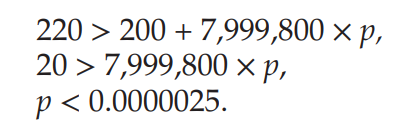 220 > 200 + 7,999,800 × p,
20 > 7,999,800 × p,
p < 0.0000025.